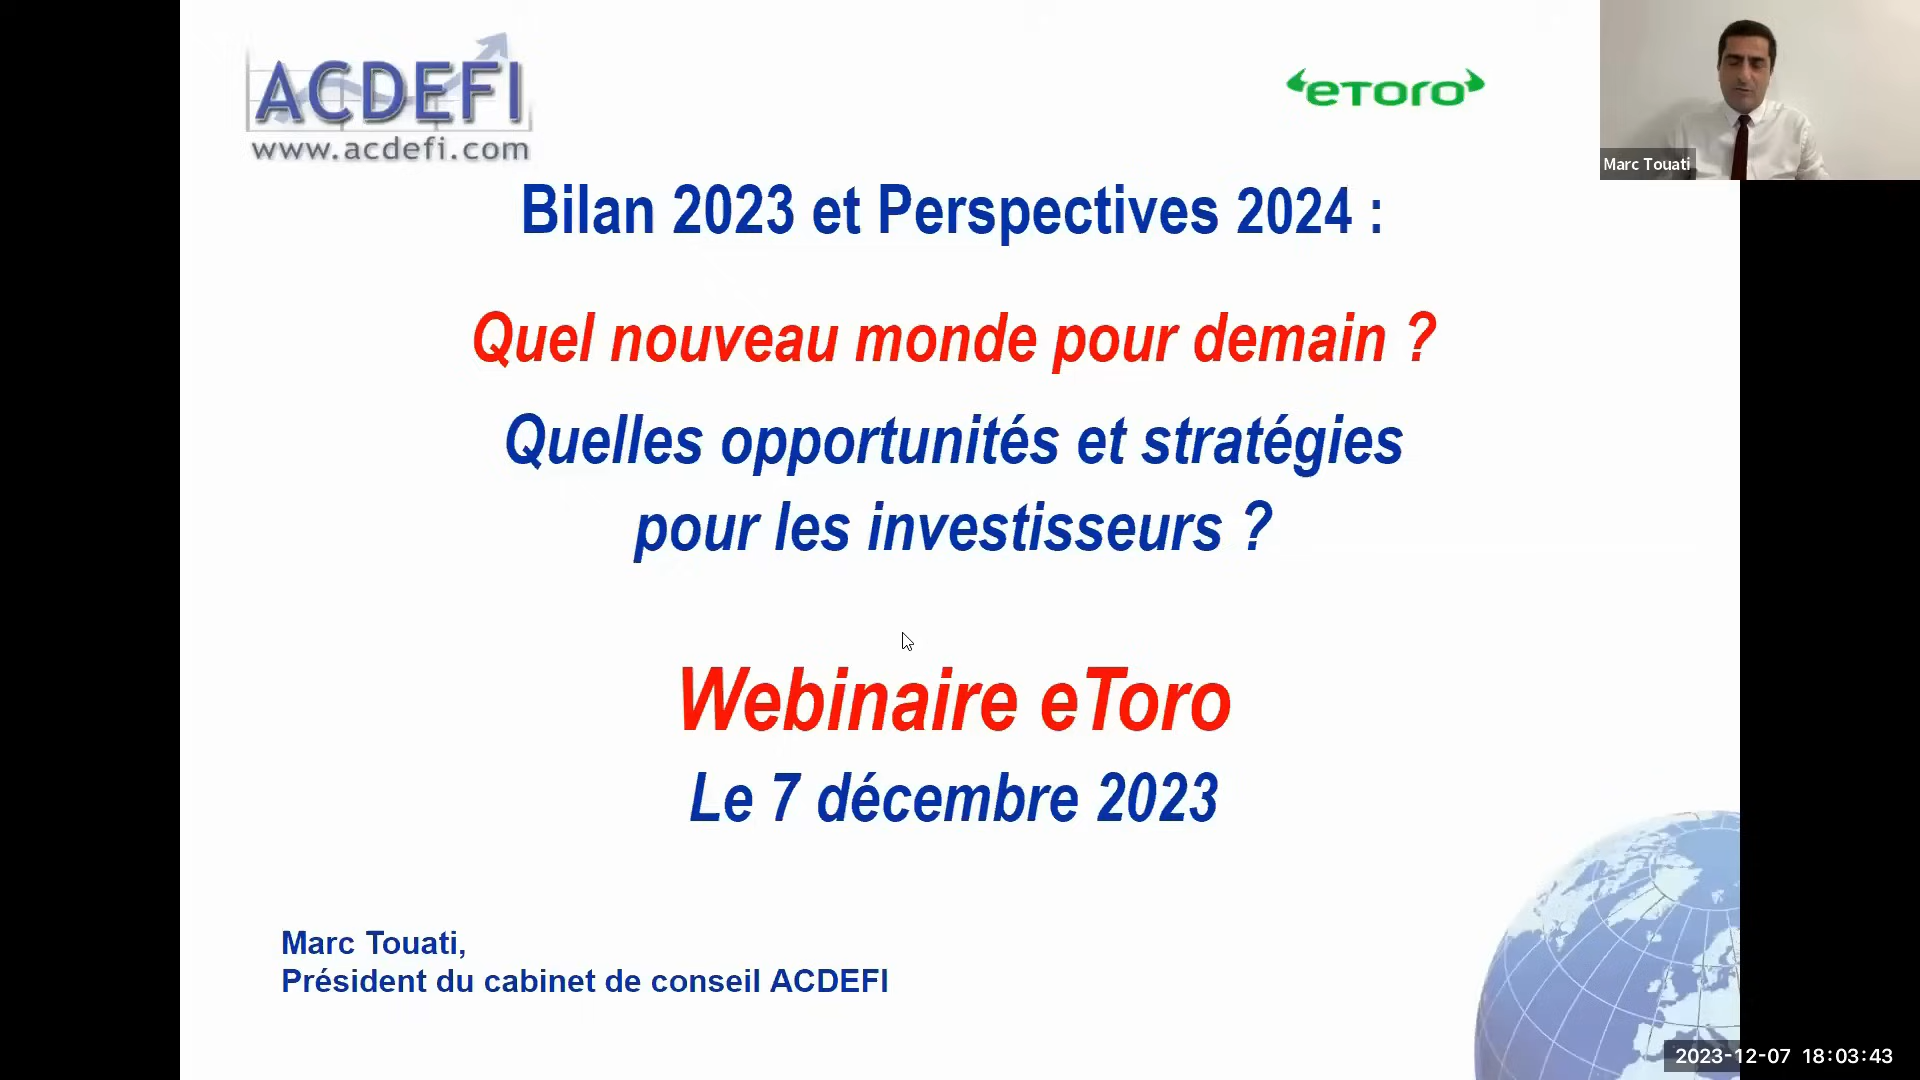 ACDEFI
www.acdefi.com
eToro
Marc Touati
Bilan 2023 et Perspectives 2024 :
Quel nouveau monde pour demain ?
Quelles opportunités et stratégies
pour les investisseurs ?
Webinaire eToro
Le 7 décembre 2023
Marc Touati,
Président du cabinet de conseil ACDEFI
2023-12-07 18:03:43